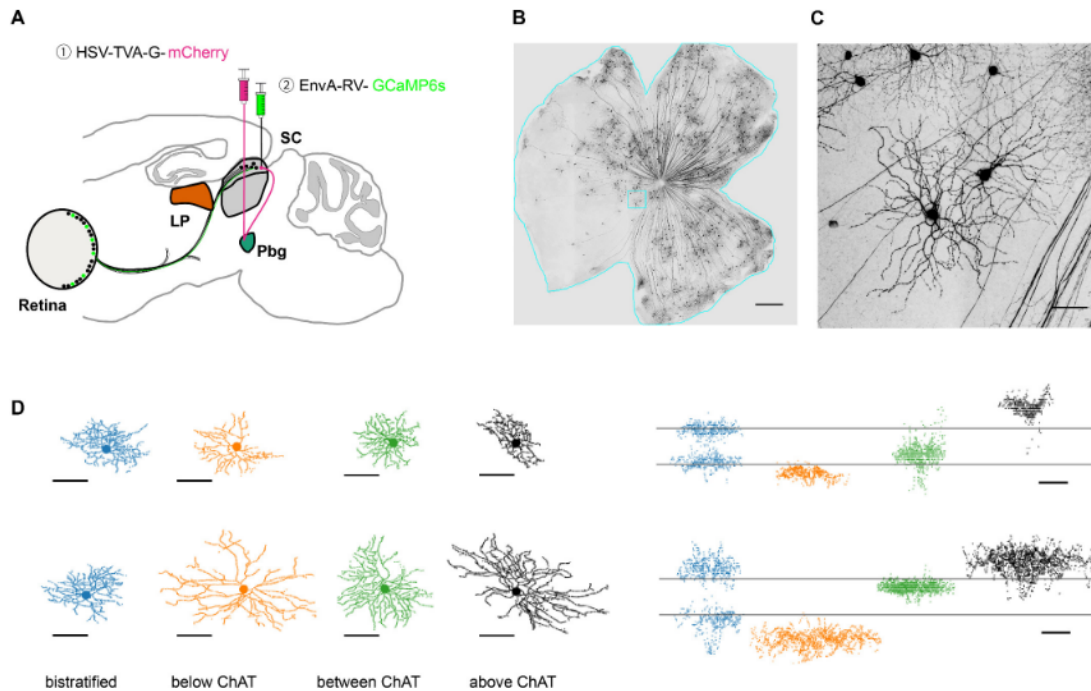 A
① HSV-TVA-G-mCherry
② EnvA-RV-GCaMP6s
SC
LP
Pbg
Retina
B
C
D
bistratified
below ChAT
between ChAT
above ChAT